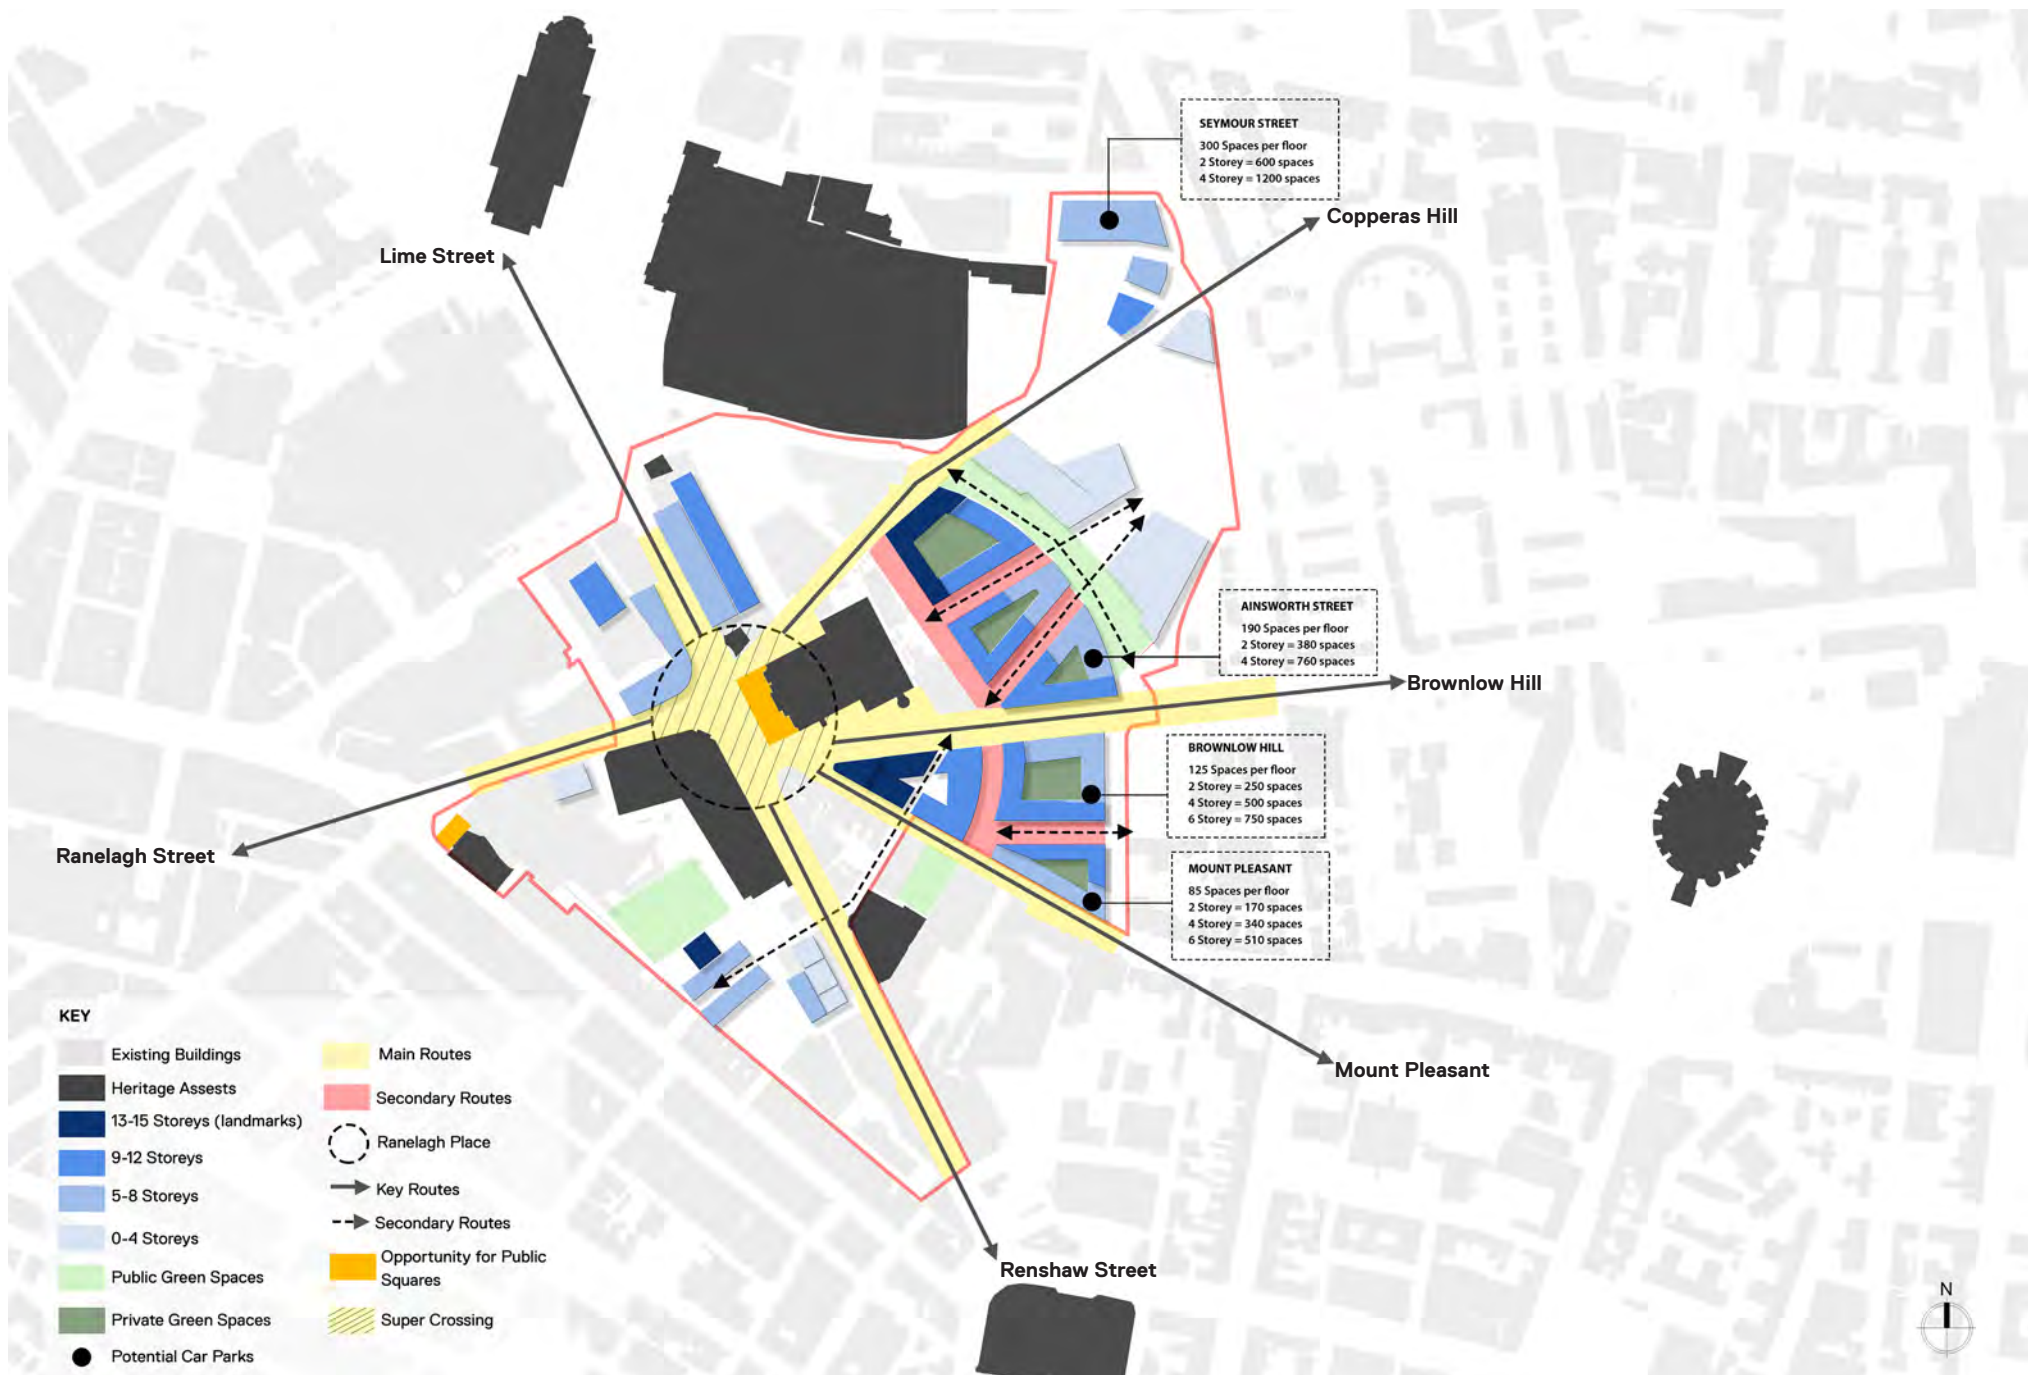 SEYMOUR STREET
300 Spaces per floor
2 Storey = 600 spaces
4 Storey = 1200 spaces
Copperas Hill
Lime Street
AINSWORTH STREET
190 Spaces per floor
2 Storey = 380 spaces
4 Storey = 760 spaces
Brownlow Hill
BROWNLOW HILL
125 Spaces per floor
2 Storey = 250 spaces
4 Storey = 500 spaces
6 Storey = 750 spaces
Ranelagh Street
MOUNT PLEASANT
85 Spaces per floor
2 Storey = 170 spaces
4 Storey = 340 spaces
6 Storey = 510 spaces
Mount Pleasant
Renshaw Street
KEY
Existing Buildings
Heritage Assests
13-15 Storeys (landmarks)
9-12 Storeys
5-8 Storeys
0-4 Storeys
Public Green Spaces
Private Green Spaces
Potential Car Parks
Main Routes
Secondary Routes
Ranelagh Place
Key Routes
Secondary Routes
Opportunity for Public
Squares
Super Crossing
N